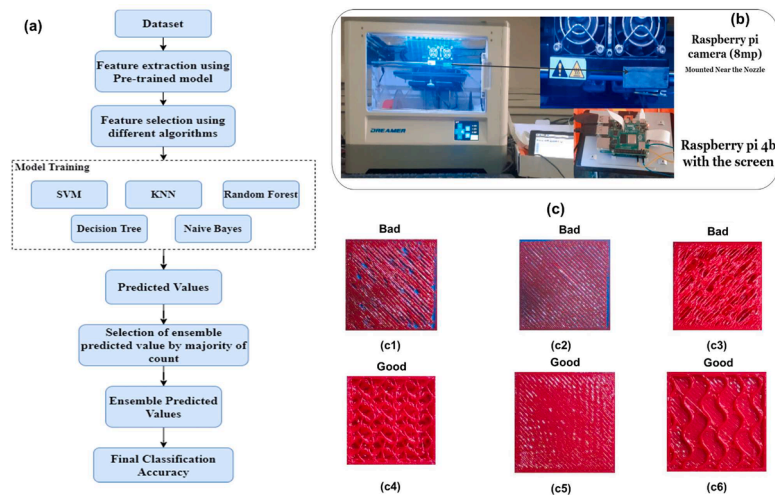 (a)
Dataset
Feature extraction using
Pre-trained model
Feature selection using
different algorithms
Model Training
SVM
KNN
Random Forest
Decision Tree
Naive Bayes
Predicted Values
Selection of ensemble
predicted value by majority of
count
Ensemble Predicted
Values
Final Classification
Accuracy
(b)
Raspberry pi
camera (8mp)
Mounted Near the Nozzle
DREAMER
Raspberry pi 4b
with the screen
(c)
Bad
Bad
Bad
(c1)
(c2)
(c3)
Good
Good
Good
(c4)
(c5)
(c6)